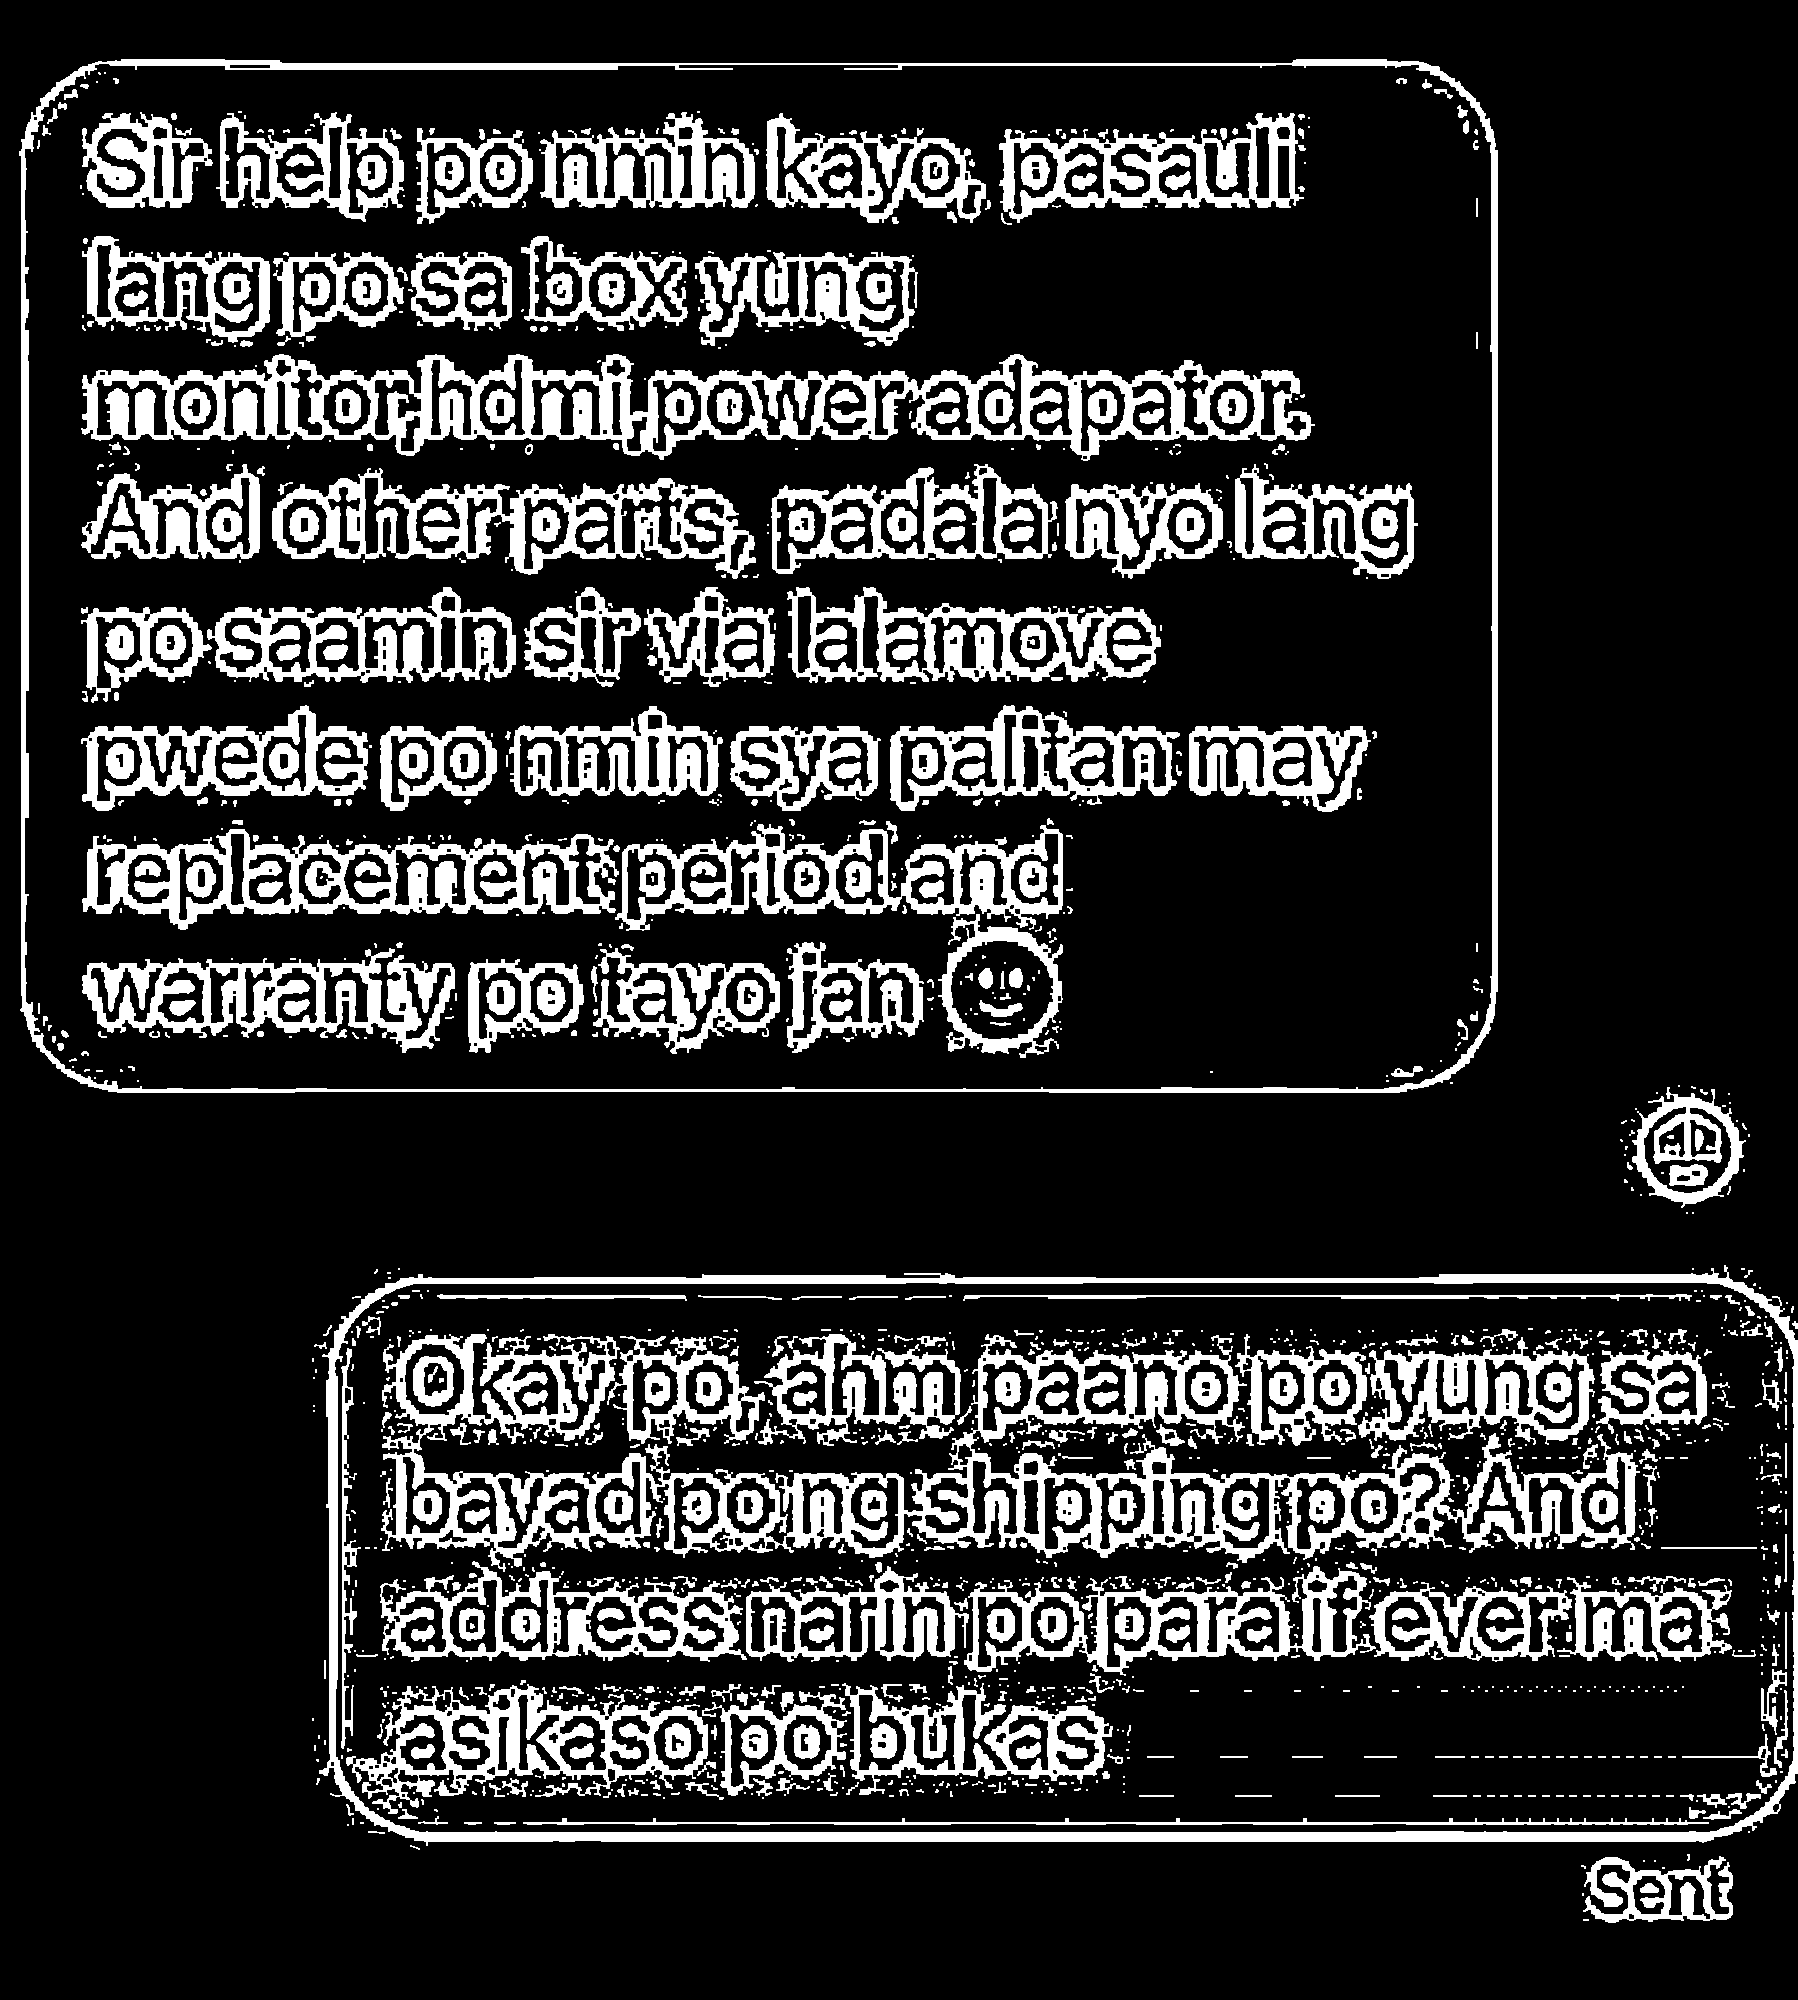 Sir help po nmin kayo, pasauli
lang po sa box yung
monitor,hdmi,power adapator.
And other parts, padala nyo lang
po saamin sir via lalamove
pwede po nmin sya palitan may
replacement period and
warranty po tayo jan 🙂
Okay po, ahm paano po yung sa
bayad po ng shipping po? And
address narin po para if ever ma
asikaso po bukas
Sent